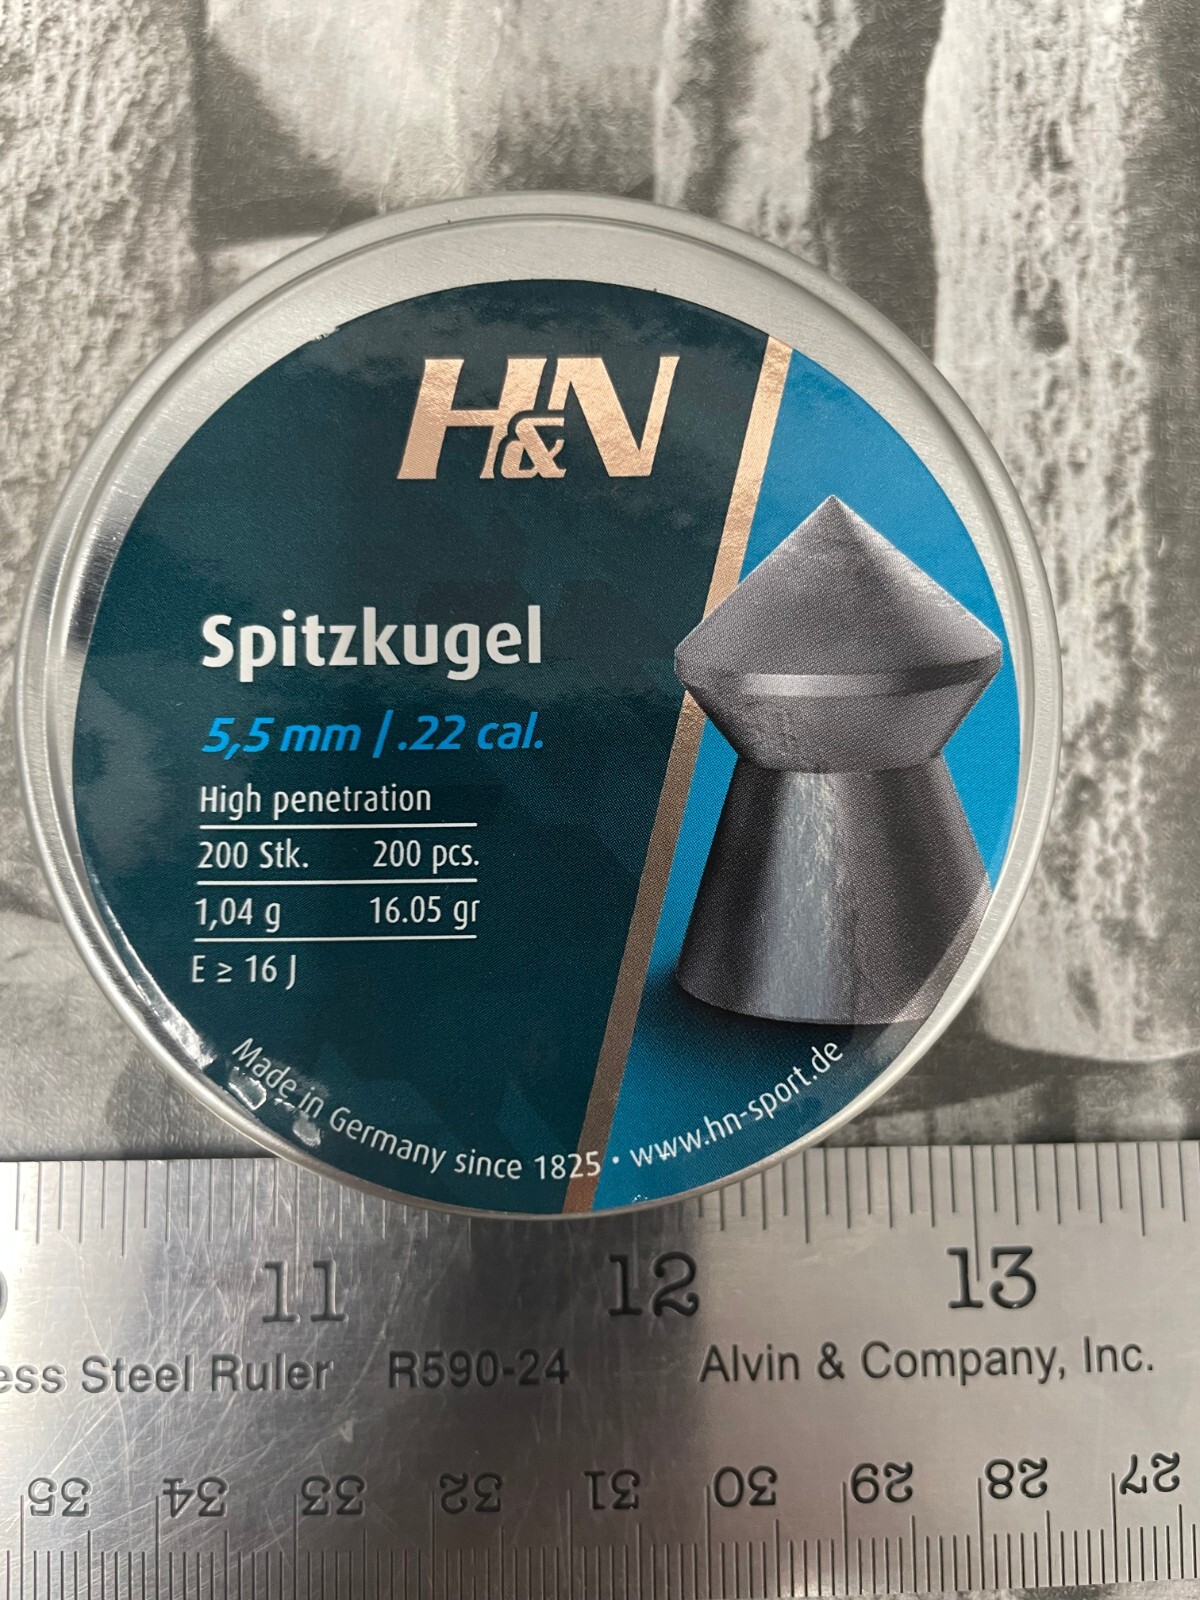 H&N
Spitzkugel
5,5 mm / .22 cal.
High penetration
200 Stk. 200 pcs.
1,04 g 16.05 gr
E ≥ 16 J
Made in Germany since 1825 · www.hn-sport.de
11 12 13
Steel Ruler R590-24 Alvin & Company, Inc.
35 34 33 32 31 30 29 28 27